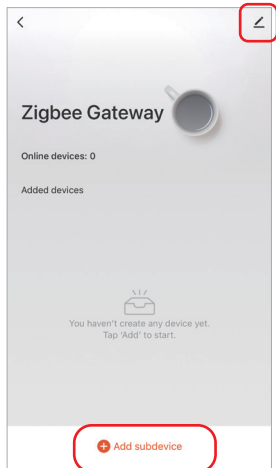 Zigbee Gateway
Online devices: 0
Added devices
You haven't create any device yet.
Tap 'Add' to start.
Add subdevice